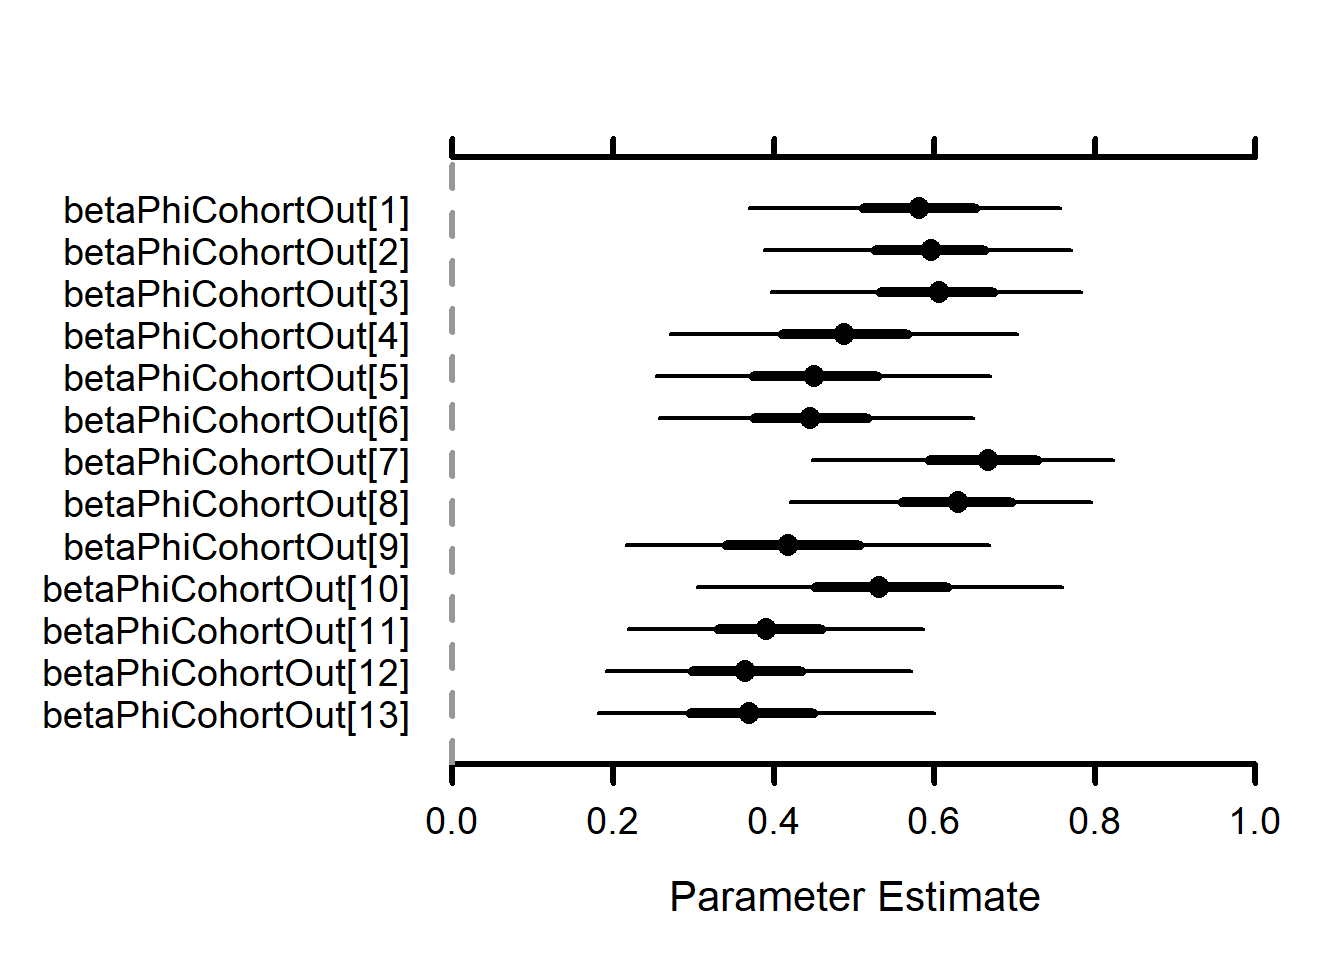 betaPhiCohortOut[1]
betaPhiCohortOut[2]
betaPhiCohortOut[3]
betaPhiCohortOut[4]
betaPhiCohortOut[5]
betaPhiCohortOut[6]
betaPhiCohortOut[7]
betaPhiCohortOut[8]
betaPhiCohortOut[9]
betaPhiCohortOut[10]
betaPhiCohortOut[11]
betaPhiCohortOut[12]
betaPhiCohortOut[13]
0.0 0.2 0.4 0.6 0.8 1.0
Parameter Estimate